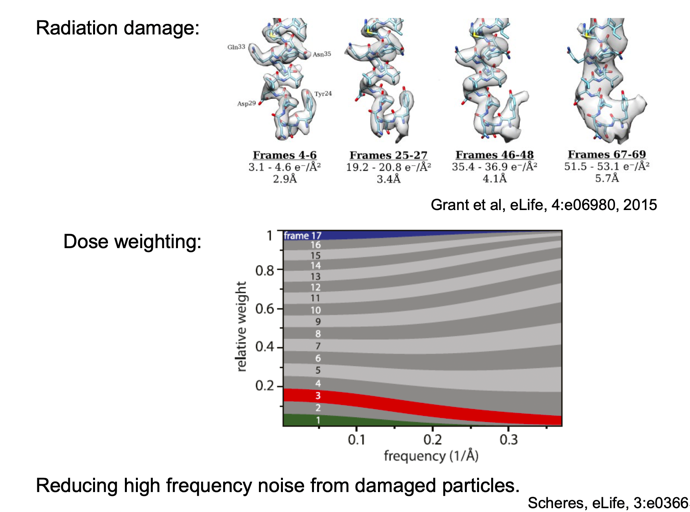 Radiation damage:
Gln33
Asn35
Asp29
Tyr24
Frames 4-6
3.1 - 4.6 e⁻/Å²
2.9Å
Frames 25-27
19.2 - 20.8 e⁻/Å²
3.4Å
Frames 46-48
35.4 - 36.9 e⁻/Å²
4.1Å
Frames 67-69
51.5 - 53.1 e⁻/Å²
5.7Å
Grant et al, eLife, 4:e06980, 2015
Dose weighting:
relative weight
1
0.8
0.6
0.4
0.2
frame 17
16
15
14
13
12
11
10
9
8
7
6
5
4
3
2
1
0.1
0.2
0.3
frequency (1/Å)
Reducing high frequency noise from damaged particles.
Scheres, eLife, 3:e0366